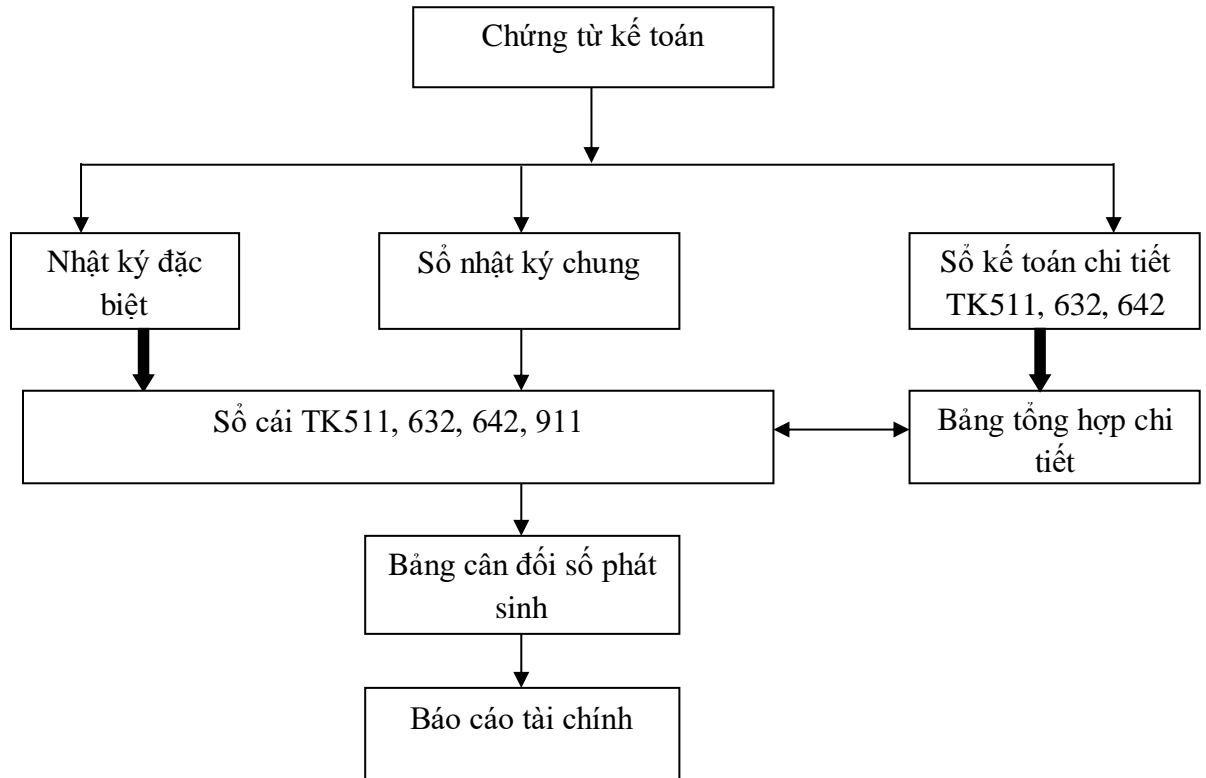 Chứng từ kế toán
Nhật ký đặc
biệt
Sổ nhật ký chung
Sổ kế toán chi tiết
TK511, 632, 642
Sổ cái TK511, 632, 642, 911
Bảng tổng hợp chi
tiết
Bảng cân đối số phát
sinh
Báo cáo tài chính